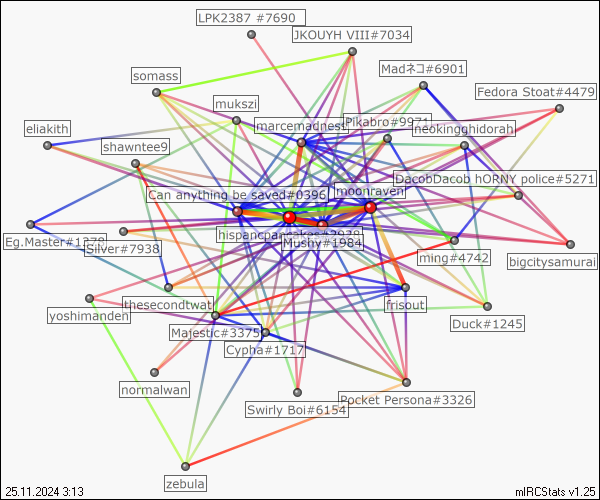 LPK2387 #7690
JKOUYH VIII#7034
somass
Madネコ#6901
Fedora Stoat#4479
mukszi
eliakith
marcemadness
Pikabro#9971
neokingghidorah
shawntee9
DacobDacob hORNY police#5271
Can anything be saved#0396
moonraven
Eg.Master#1378
Silver#7938
Mushy#1984
ming#4742
bigcitysamurai
thesecondtwat
frisout
yoshimanden
Majestic#3375
Duck#1245
Cypha#1717
normalwan
Swirly Boi#6154
Pocket Persona#3326
zebula
25.11.2024 3:13
mIRCStats v1.25